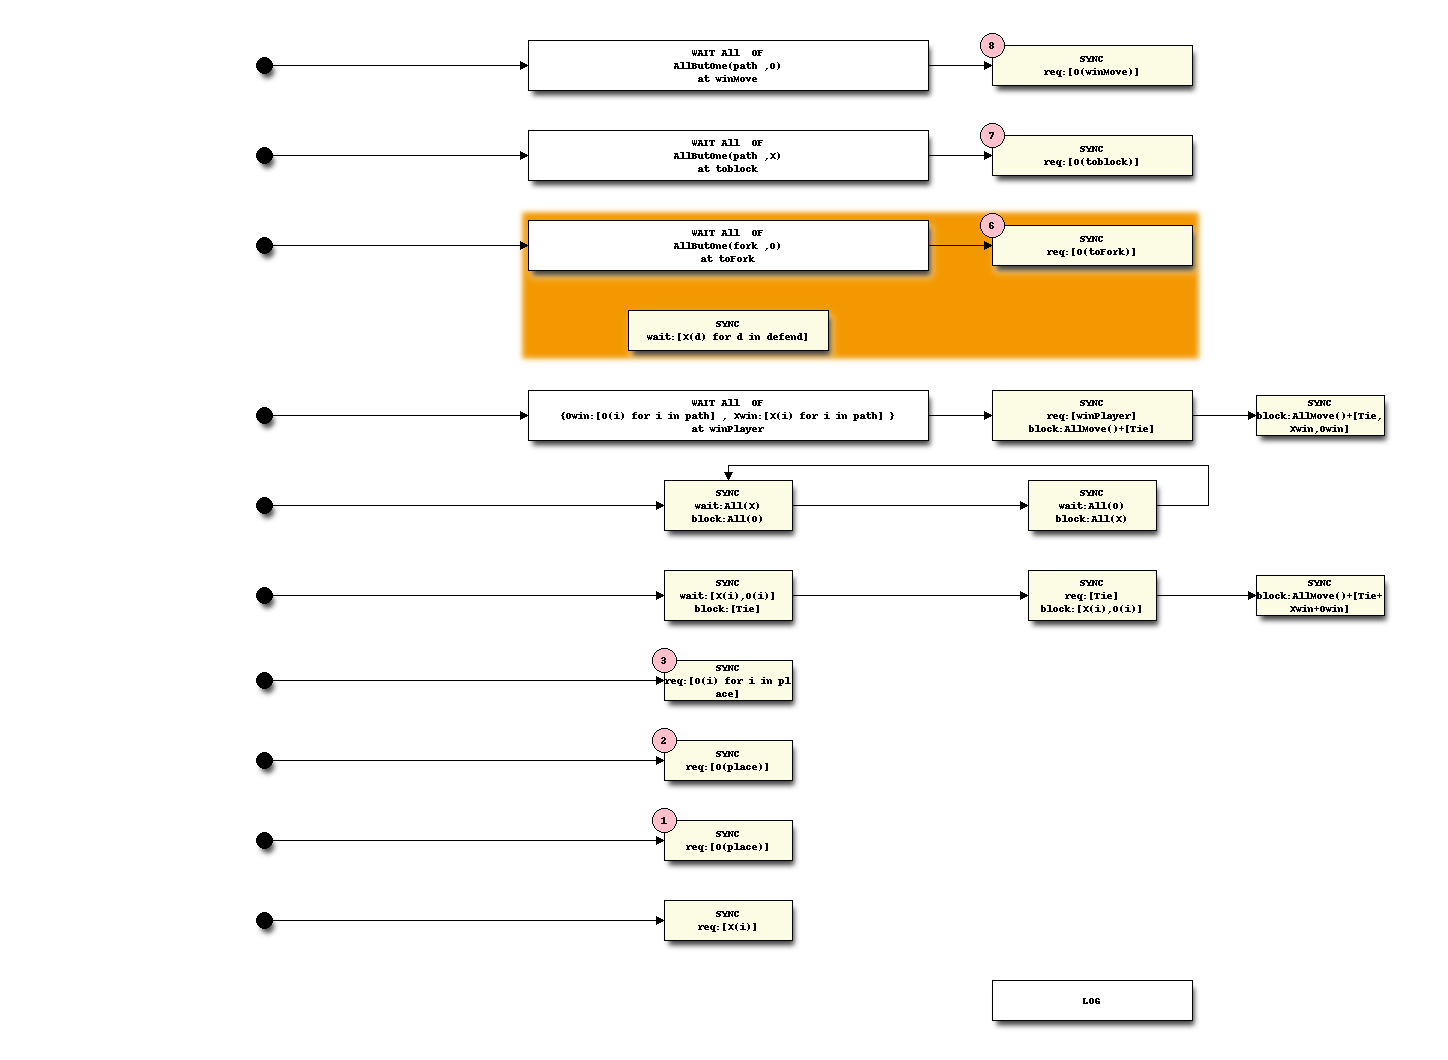 WAIT All OF
AllButOne(path ,O)
at winMove
8
SYNC
req:[O(winMove)]
WAIT All OF
AllButOne(path ,X)
at toblock
7
SYNC
req:[O(toblock)]
WAIT All OF
AllButOne(fork ,O)
at toFork
6
SYNC
req:[O(toFork)]
SYNC
wait:[X(d) for d in defend]
WAIT All OF
{Owin:[O(i) for i in path] , Xwin:[X(i) for i in path] }
at winPlayer
SYNC
req:[winPlayer]
block:AllMove()+[Tie]
SYNC
block:AllMove()+[Tie,
Xwin,Owin]
SYNC
wait:All(X)
block:All(O)
SYNC
wait:All(O)
block:All(X)
SYNC
wait:[X(i),O(i)]
block:[Tie]
SYNC
req:[Tie]
block:[X(i),O(i)]
SYNC
block:AllMove()+[Tie+
Xwin+Owin]
3
SYNC
req:[O(i) for i in pl
ace]
2
SYNC
req:[O(place)]
1
SYNC
req:[O(place)]
SYNC
req:[X(i)]
LOG